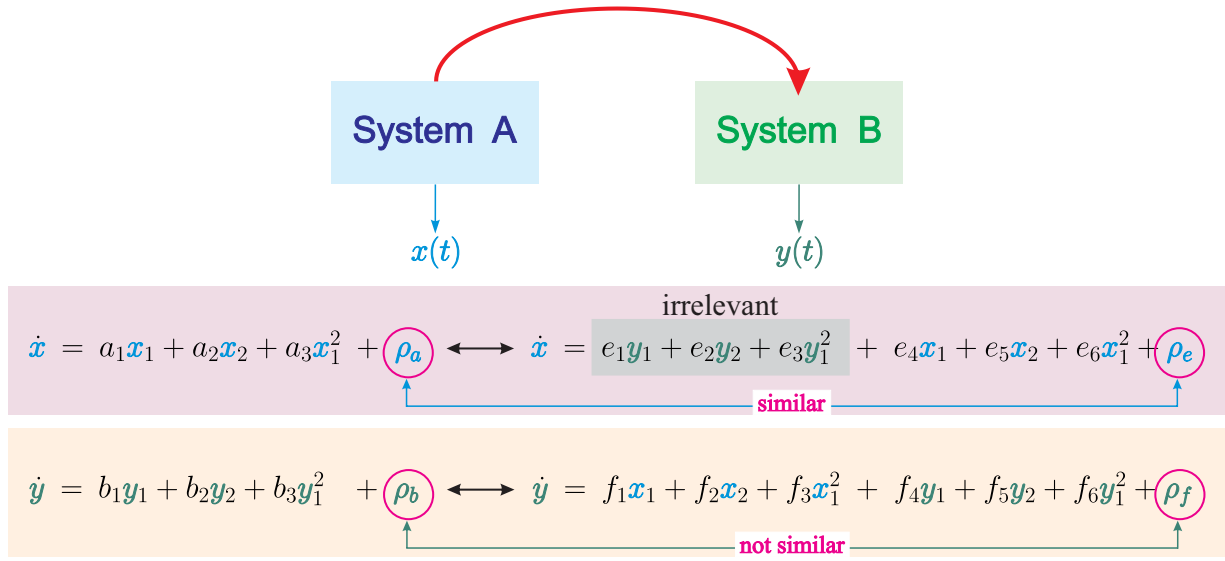 System A System B
x(t) y(t)
irrelevant
ẋ = a₁x₁ + a₂x₂ + a₃x₁² + ρₐ ⟷ ẋ = e₁y₁ + e₂y₂ + e₃y₁² + e₄x₁ + e₅x₂ + e₆x₁² + ρₑ
similar
ẏ = b₁y₁ + b₂y₂ + b₃y₁² + ρ_b ⟷ ẏ = f₁x₁ + f₂x₂ + f₃x₁² + f₄y₁ + f₅y₂ + f₆y₁² + ρ_f
not similar